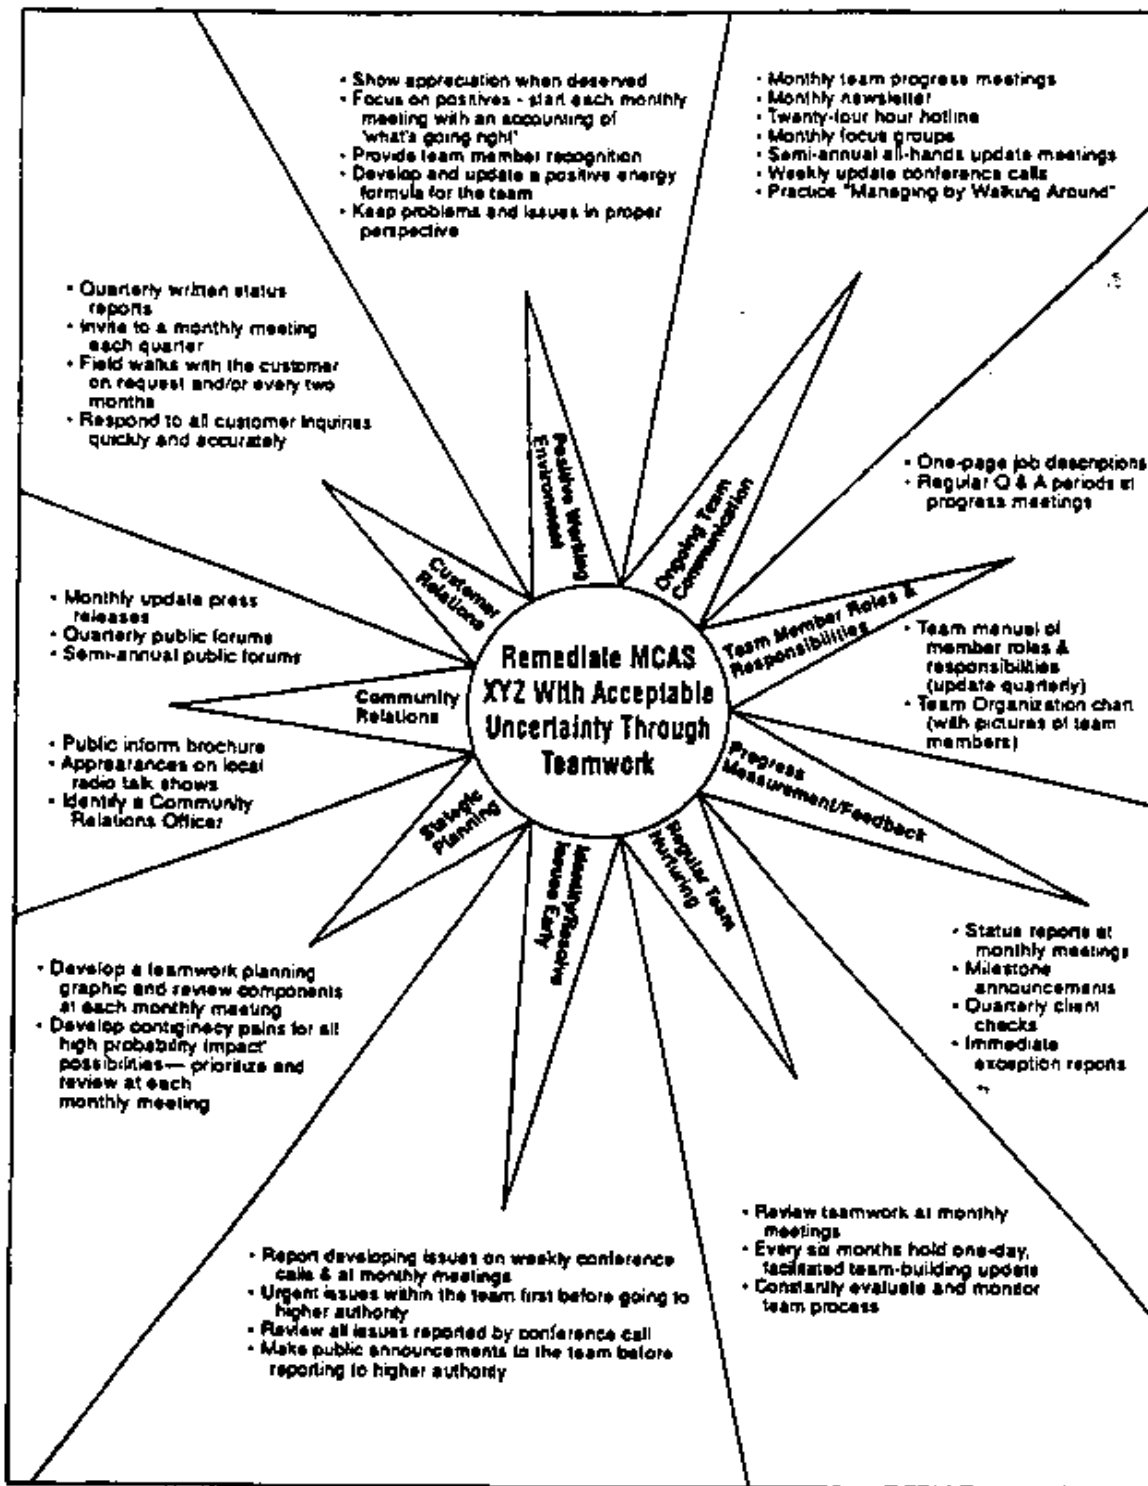 • Show appreciation when deserved
• Focus on positives - start each monthly
meeting with an accounting of
'what's going right'
• Provide team member recognition
• Develop and update a positive energy
formula for the team
• Keep problems and issues in proper
perspective
• Monthly team progress meetings
• Monthly newsletter
• Twenty-four hour hotline
• Monthly focus groups
• Semi-annual all-hands update meetings
• Weekly update conference calls
• Practice "Managing by Walking Around"
• Quarterly written status
reports
• Invite to a monthly meeting
each quarter
• Field walks with the customer
on request and/or every two
months
• Respond to all customer inquiries
quickly and accurately
• One-page job descriptions
• Regular Q & A periods at
progress meetings
Positive Working
Environment
Ongoing Team
Communication
Customer
Relations
Team Member Roles &
Responsibilities
• Monthly update press
releases
• Quarterly public forums
• Semi-annual public forums
• Team manual of
member roles &
responsibilities
(update quarterly)
• Team Organization chart
(with pictures of team
members)
Remediate MCAS
XYZ With Acceptable
Uncertainty Through
Teamwork
Community
Relations
• Public inform brochure
• Apprearances on local
radio talk shows
• Identify a Community
Relations Officer
Progress
Measurement/Feedback
Stategic
Planning
Identify/Resolve
Issues Early
Regular Team
Nurturing
• Status reports at
monthly meetings
• Milestone
announcements
• Quarterly client
checks
• Immediate
exception reports
• Develop a teamwork planning
graphic and review components
at each monthly meeting
• Develop contiginecy pains for all
high probability impact
possibilities— prioritize and
review at each
monthly meeting
• Review teamwork at monthly
meetings
• Every six months hold one-day,
facilitated team-building update
• Constantly evaluate and monitor
team process
• Report developing issues on weekly conference
calls & at monthly meetings
• Urgent issues within the team first before going to
higher authority
• Review all issues reported by conference call
• Make public announcements to the team before
reporting to higher authority